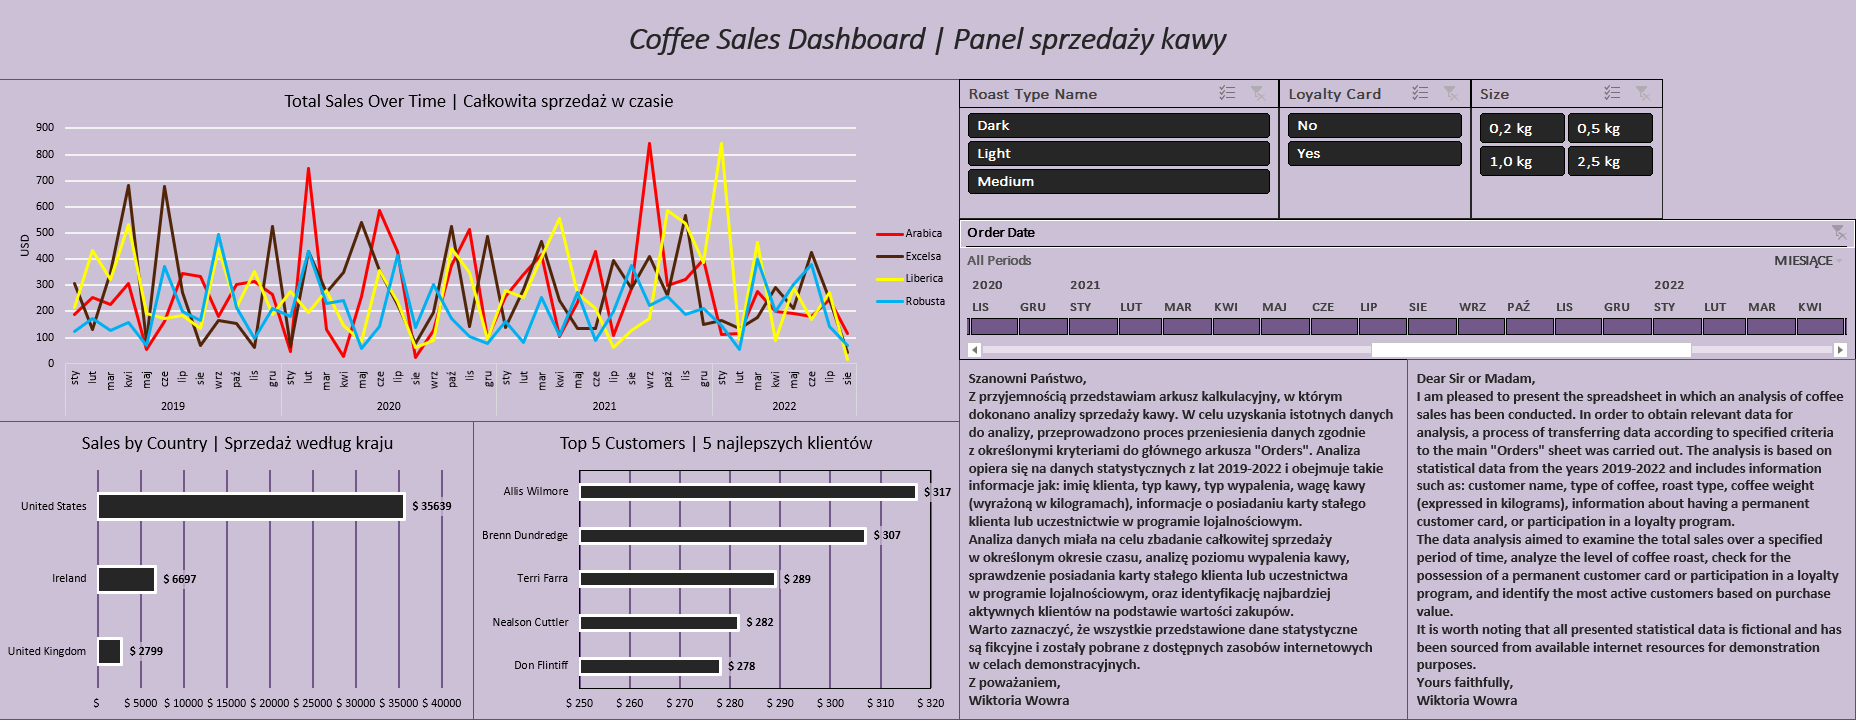 Coffee Sales Dashboard | Panel sprzedaży kawy
Total Sales Over Time | Całkowita sprzedaż w czasie
900
800
700
600
500
400
300
200
100
0
USD
sty lut mar kwi maj cze lip sie wrz paź lis gru sty lut mar kwi maj cze lip sie wrz paź lis gru sty lut mar kwi maj cze lip sie wrz paź lis gru sty lut mar kwi maj cze lip sie
2019 2020 2021 2022
Arabica
Excelsa
Liberica
Robusta
Sales by Country | Sprzedaż według kraju
United States $ 35639
Ireland $ 6697
United Kingdom $ 2799
$ $ 5000 $ 10000 $ 15000 $ 20000 $ 25000 $ 30000 $ 35000 $ 40000
Top 5 Customers | 5 najlepszych klientów
Allis Wilmore $ 317
Brenn Dundredge $ 307
Terri Farra $ 289
Nealson Cuttler $ 282
Don Flintiff $ 278
$ 250 $ 260 $ 270 $ 280 $ 290 $ 300 $ 310 $ 320
Roast Type Name
Dark
Light
Medium
Loyalty Card
No
Yes
Size
0,2 kg 0,5 kg
1,0 kg 2,5 kg
Order Date
All Periods MIESIĄCE
2020 2021 2022
LIS GRU STY LUT MAR KWI MAJ CZE LIP SIE WRZ PAŹ LIS GRU STY LUT MAR KWI
Szanowni Państwo,
Z przyjemnością przedstawiam arkusz kalkulacyjny, w którym
dokonano analizy sprzedaży kawy. W celu uzyskania istotnych danych
do analizy, przeprowadzono proces przeniesienia danych zgodnie
z określonymi kryteriami do głównego arkusza "Orders". Analiza
opiera się na danych statystycznych z lat 2019-2022 i obejmuje takie
informacje jak: imię klienta, typ kawy, typ wypalenia, wagę kawy
(wyrażoną w kilogramach), informacje o posiadaniu karty stałego
klienta lub uczestnictwie w programie lojalnościowym.
Analiza danych miała na celu zbadanie całkowitej sprzedaży
w określonym okresie czasu, analizę poziomu wypalenia kawy,
sprawdzenie posiadania karty stałego klienta lub uczestnictwa
w programie lojalnościowym, oraz identyfikację najbardziej
aktywnych klientów na podstawie wartości zakupów.
Warto zaznaczyć, że wszystkie przedstawione dane statystyczne
są fikcyjne i zostały pobrane z dostępnych zasobów internetowych
w celach demonstracyjnych.
Z poważaniem,
Wiktoria Wowra
Dear Sir or Madam,
I am pleased to present the spreadsheet in which an analysis of coffee
sales has been conducted. In order to obtain relevant data for
analysis, a process of transferring data according to specified criteria
to the main "Orders" sheet was carried out. The analysis is based on
statistical data from the years 2019-2022 and includes information
such as: customer name, type of coffee, roast type, coffee weight
(expressed in kilograms), information about having a permanent
customer card, or participation in a loyalty program.
The data analysis aimed to examine the total sales over a specified
period of time, analyze the level of coffee roast, check for the
possession of a permanent customer card or participation in a loyalty
program, and identify the most active customers based on purchase
value.
It is worth noting that all presented statistical data is fictional and has
been sourced from available internet resources for demonstration
purposes.
Yours faithfully,
Wiktoria Wowra